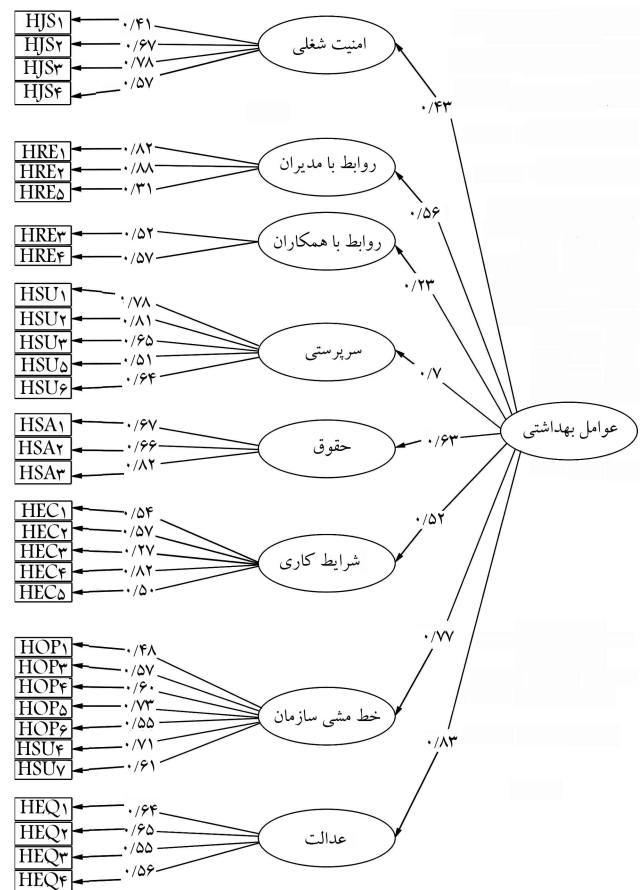 HJS۱ ۰/۴۱
HJS۲ ۰/۶۷
HJS۳ ۰/۷۸
HJS۴ ۰/۵۷
امنیت شغلی
۰/۴۳
HRE۱ ۰/۸۲
HRE۲ ۰/۸۸
HRE۵ ۰/۳۱
روابط با مدیران
۰/۵۶
HRE۳ ۰/۵۲
HRE۴ ۰/۵۷
روابط با همکاران
۰/۲۳
HSU۱ ۰/۷۸
HSU۲ ۰/۸۱
HSU۳ ۰/۶۵
HSU۵ ۰/۵۱
HSU۶ ۰/۶۴
سرپرستی
۰/۷
HSA۱ ۰/۶۷
HSA۲ ۰/۶۶
HSA۳ ۰/۸۲
حقوق
۰/۶۳
عوامل بهداشتی
HEC۱ ۰/۵۴
HEC۲ ۰/۵۷
HEC۳ ۰/۲۷
HEC۴ ۰/۸۲
HEC۵ ۰/۵۰
شرایط کاری
۰/۵۲
HOP۱ ۰/۴۸
HOP۳ ۰/۵۷
HOP۴ ۰/۶۰
HOP۵ ۰/۷۳
HOP۶ ۰/۵۵
HSU۴ ۰/۷۱
HSU۷ ۰/۶۱
خط مشی سازمان
۰/۷۷
HEQ۱ ۰/۶۴
HEQ۲ ۰/۶۵
HEQ۳ ۰/۵۵
HEQ۴ ۰/۵۶
عدالت
۰/۸۳